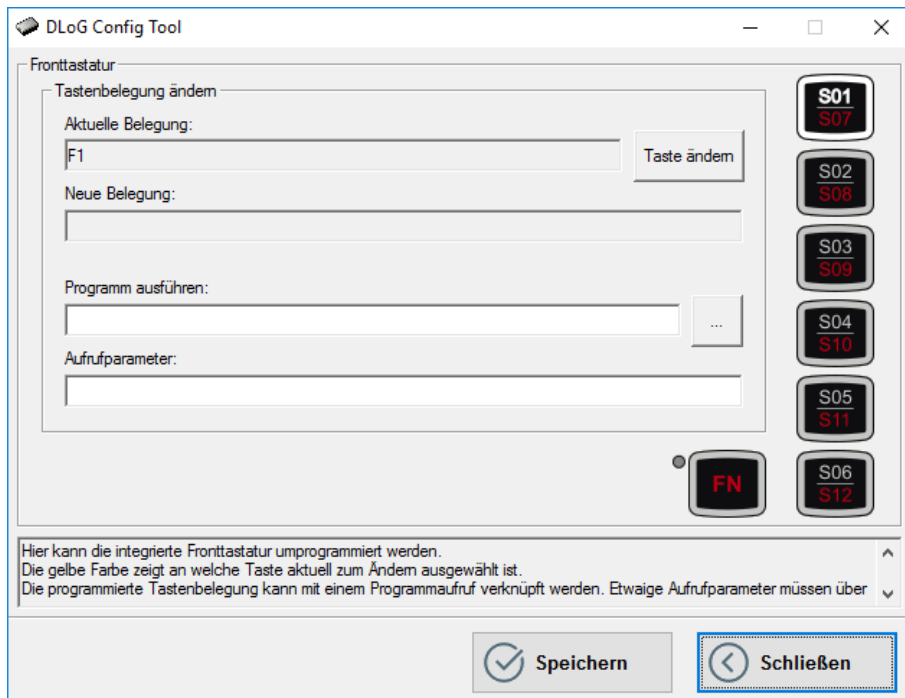 DLoG Config Tool
Fronttastatur
Tastenbelegung ändern
Aktuelle Belegung:
F1
Taste ändern
Neue Belegung:
Programm ausführen:
...
Aufrufparameter:
S01
S07
S02
S08
S03
S09
S04
S10
S05
S11
S06
S12
FN
Hier kann die integrierte Fronttastatur umprogrammiert werden.
Die gelbe Farbe zeigt an welche Taste aktuell zum Ändern ausgewählt ist.
Die programmierte Tastenbelegung kann mit einem Programmaufruf verknüpft werden. Etwaige Aufrufparameter müssen über
Speichern
Schließen